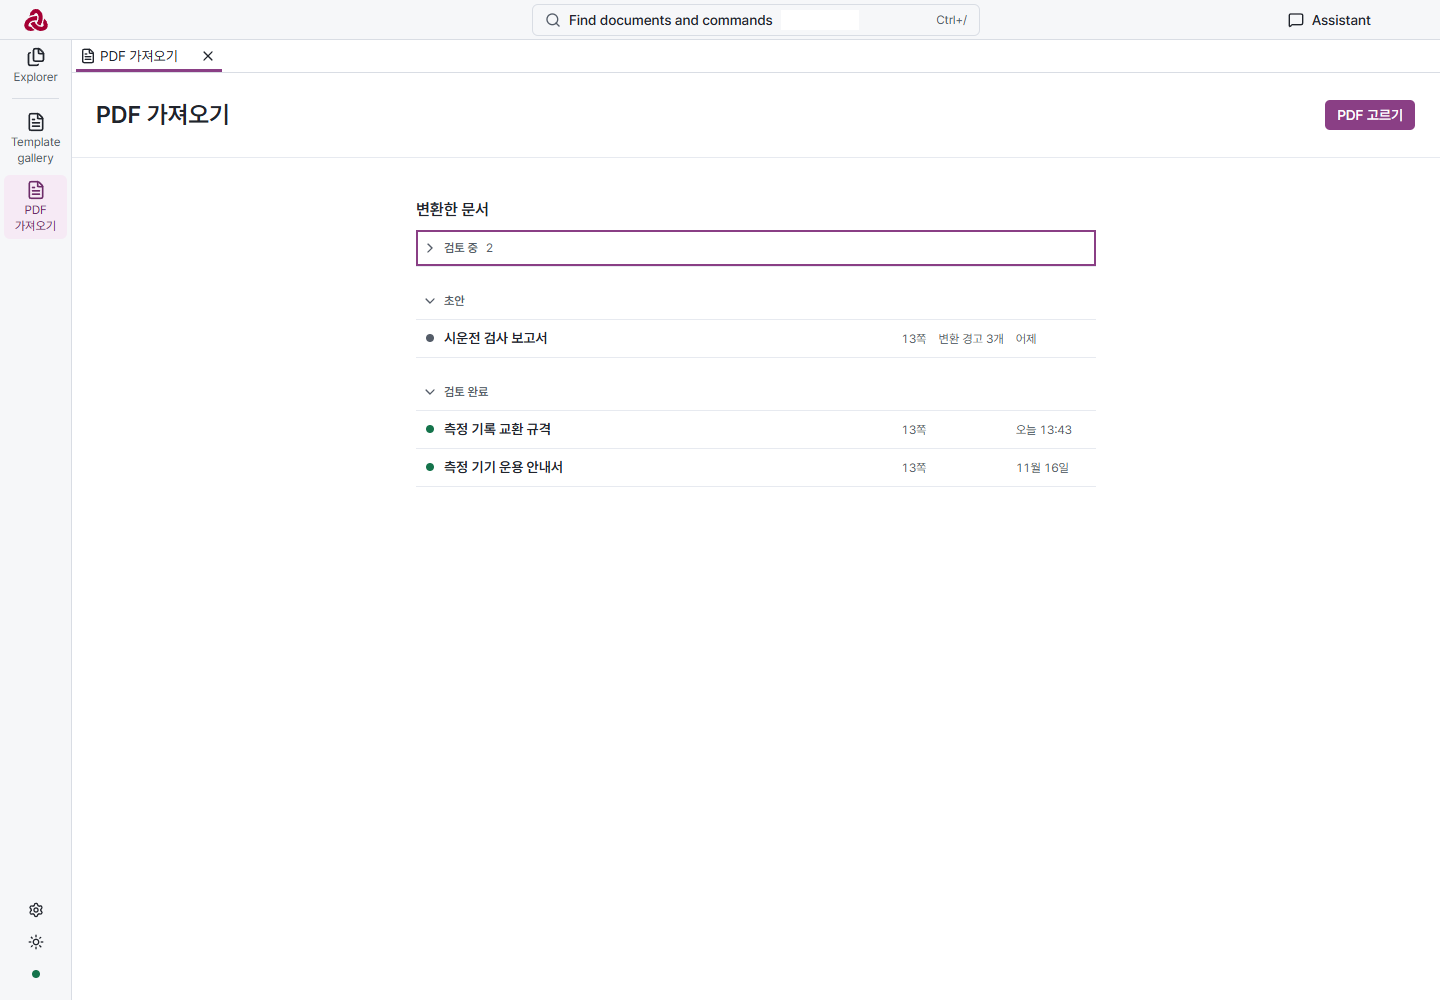 Find documents and commands
Ctrl+/
Assistant
Explorer
Template
gallery
PDF
가져오기
PDF 가져오기
PDF 가져오기
PDF 고르기
변환한 문서
검토 중 2
초안
시운전 검사 보고서 13쪽 변환 경고 3개 어제
검토 완료
측정 기록 교환 규격 13쪽 오늘 13:43
측정 기기 운용 안내서 13쪽 11월 16일